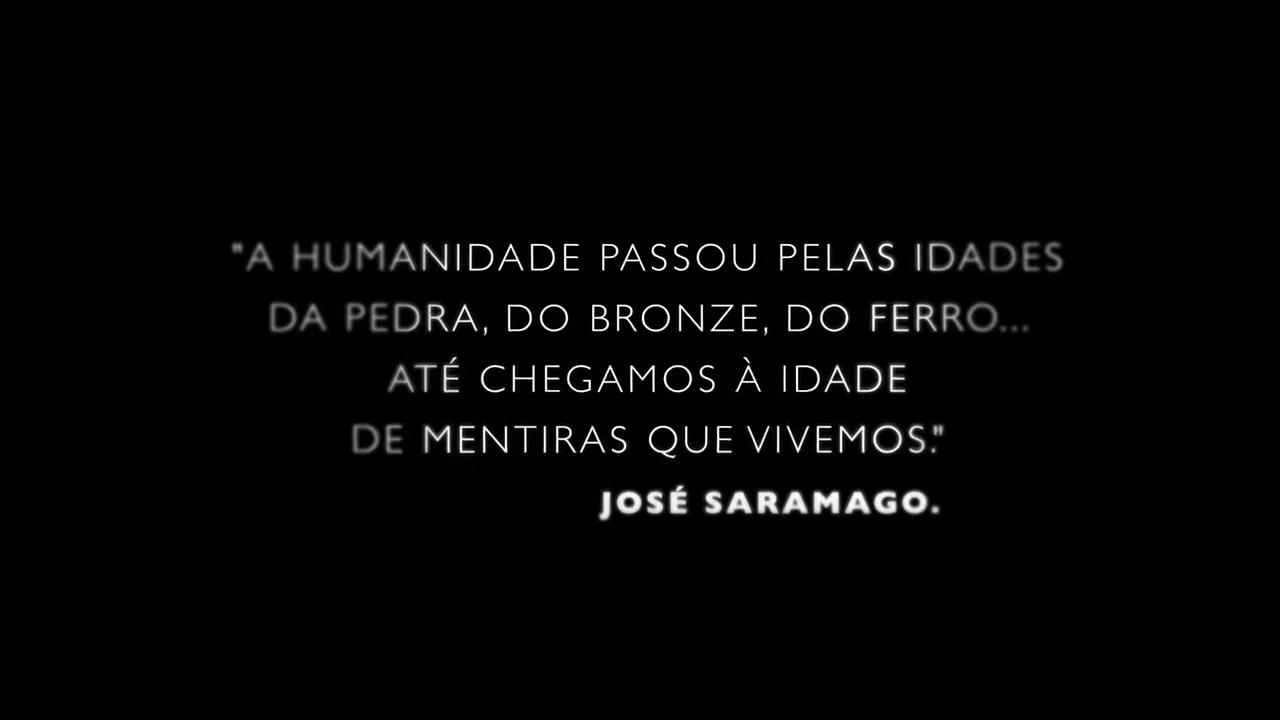 "A HUMANIDADE PASSOU PELAS IDADES
DA PEDRA, DO BRONZE, DO FERRO...
ATÉ CHEGAMOS À IDADE
DE MENTIRAS QUE VIVEMOS."
JOSÉ SARAMAGO.